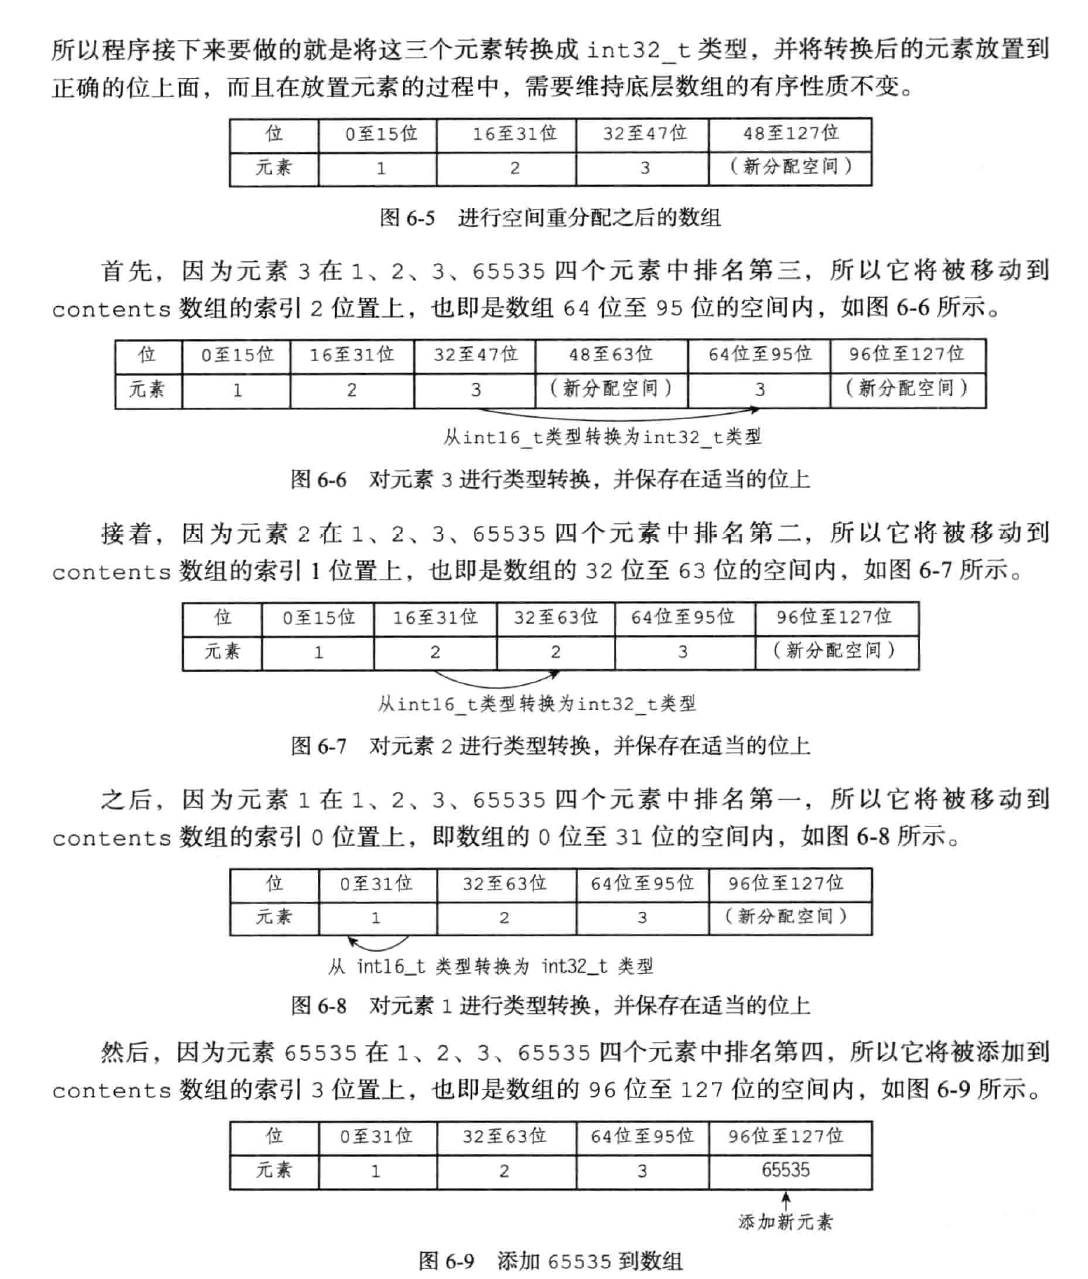 所以程序接下来要做的就是将这三个元素转换成 int32_t 类型，并将转换后的元素放置到
正确的位上面，而且在放置元素的过程中，需要维持底层数组的有序性质不变。
位 0至15位 16至31位 32至47位 48至127位
元素 1 2 3 （新分配空间）
图 6-5 进行空间重分配之后的数组
首先，因为元素 3 在 1、2、3、65535 四个元素中排名第三，所以它将被移动到
contents 数组的索引 2 位置上，也即是数组 64 位至 95 位的空间内，如图 6-6 所示。
位 0至15位 16至31位 32至47位 48至63位 64位至95位 96位至127位
元素 1 2 3 （新分配空间） 3 （新分配空间）
从int16_t类型转换为int32_t类型
图 6-6 对元素 3 进行类型转换，并保存在适当的位上
接着，因为元素 2 在 1、2、3、65535 四个元素中排名第二，所以它将被移动到
contents 数组的索引 1 位置上，也即是数组的 32 位至 63 位的空间内，如图 6-7 所示。
位 0至15位 16至31位 32至63位 64位至95位 96位至127位
元素 1 2 2 3 （新分配空间）
从int16_t类型转换为int32_t类型
图 6-7 对元素 2 进行类型转换，并保存在适当的位上
之后，因为元素 1 在 1、2、3、65535 四个元素中排名第一，所以它将被移动到
contents 数组的索引 0 位置上，即数组的 0 位至 31 位的空间内，如图 6-8 所示。
位 0至31位 32至63位 64位至95位 96位至127位
元素 1 2 3 （新分配空间）
从 int16_t 类型转换为 int32_t 类型
图 6-8 对元素 1 进行类型转换，并保存在适当的位上
然后，因为元素 65535 在 1、2、3、65535 四个元素中排名第四，所以它将被添加到
contents 数组的索引 3 位置上，也即是数组的 96 位至 127 位的空间内，如图 6-9 所示。
位 0至31位 32至63位 64位至95位 96位至127位
元素 1 2 3 65535
添加新元素
图 6-9 添加 65535 到数组